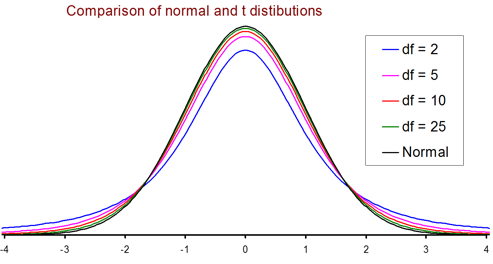 Comparison of normal and t distibutions
df = 2
df = 5
df = 10
df = 25
Normal
-4 -3 -2 -1 0 1 2 3 4